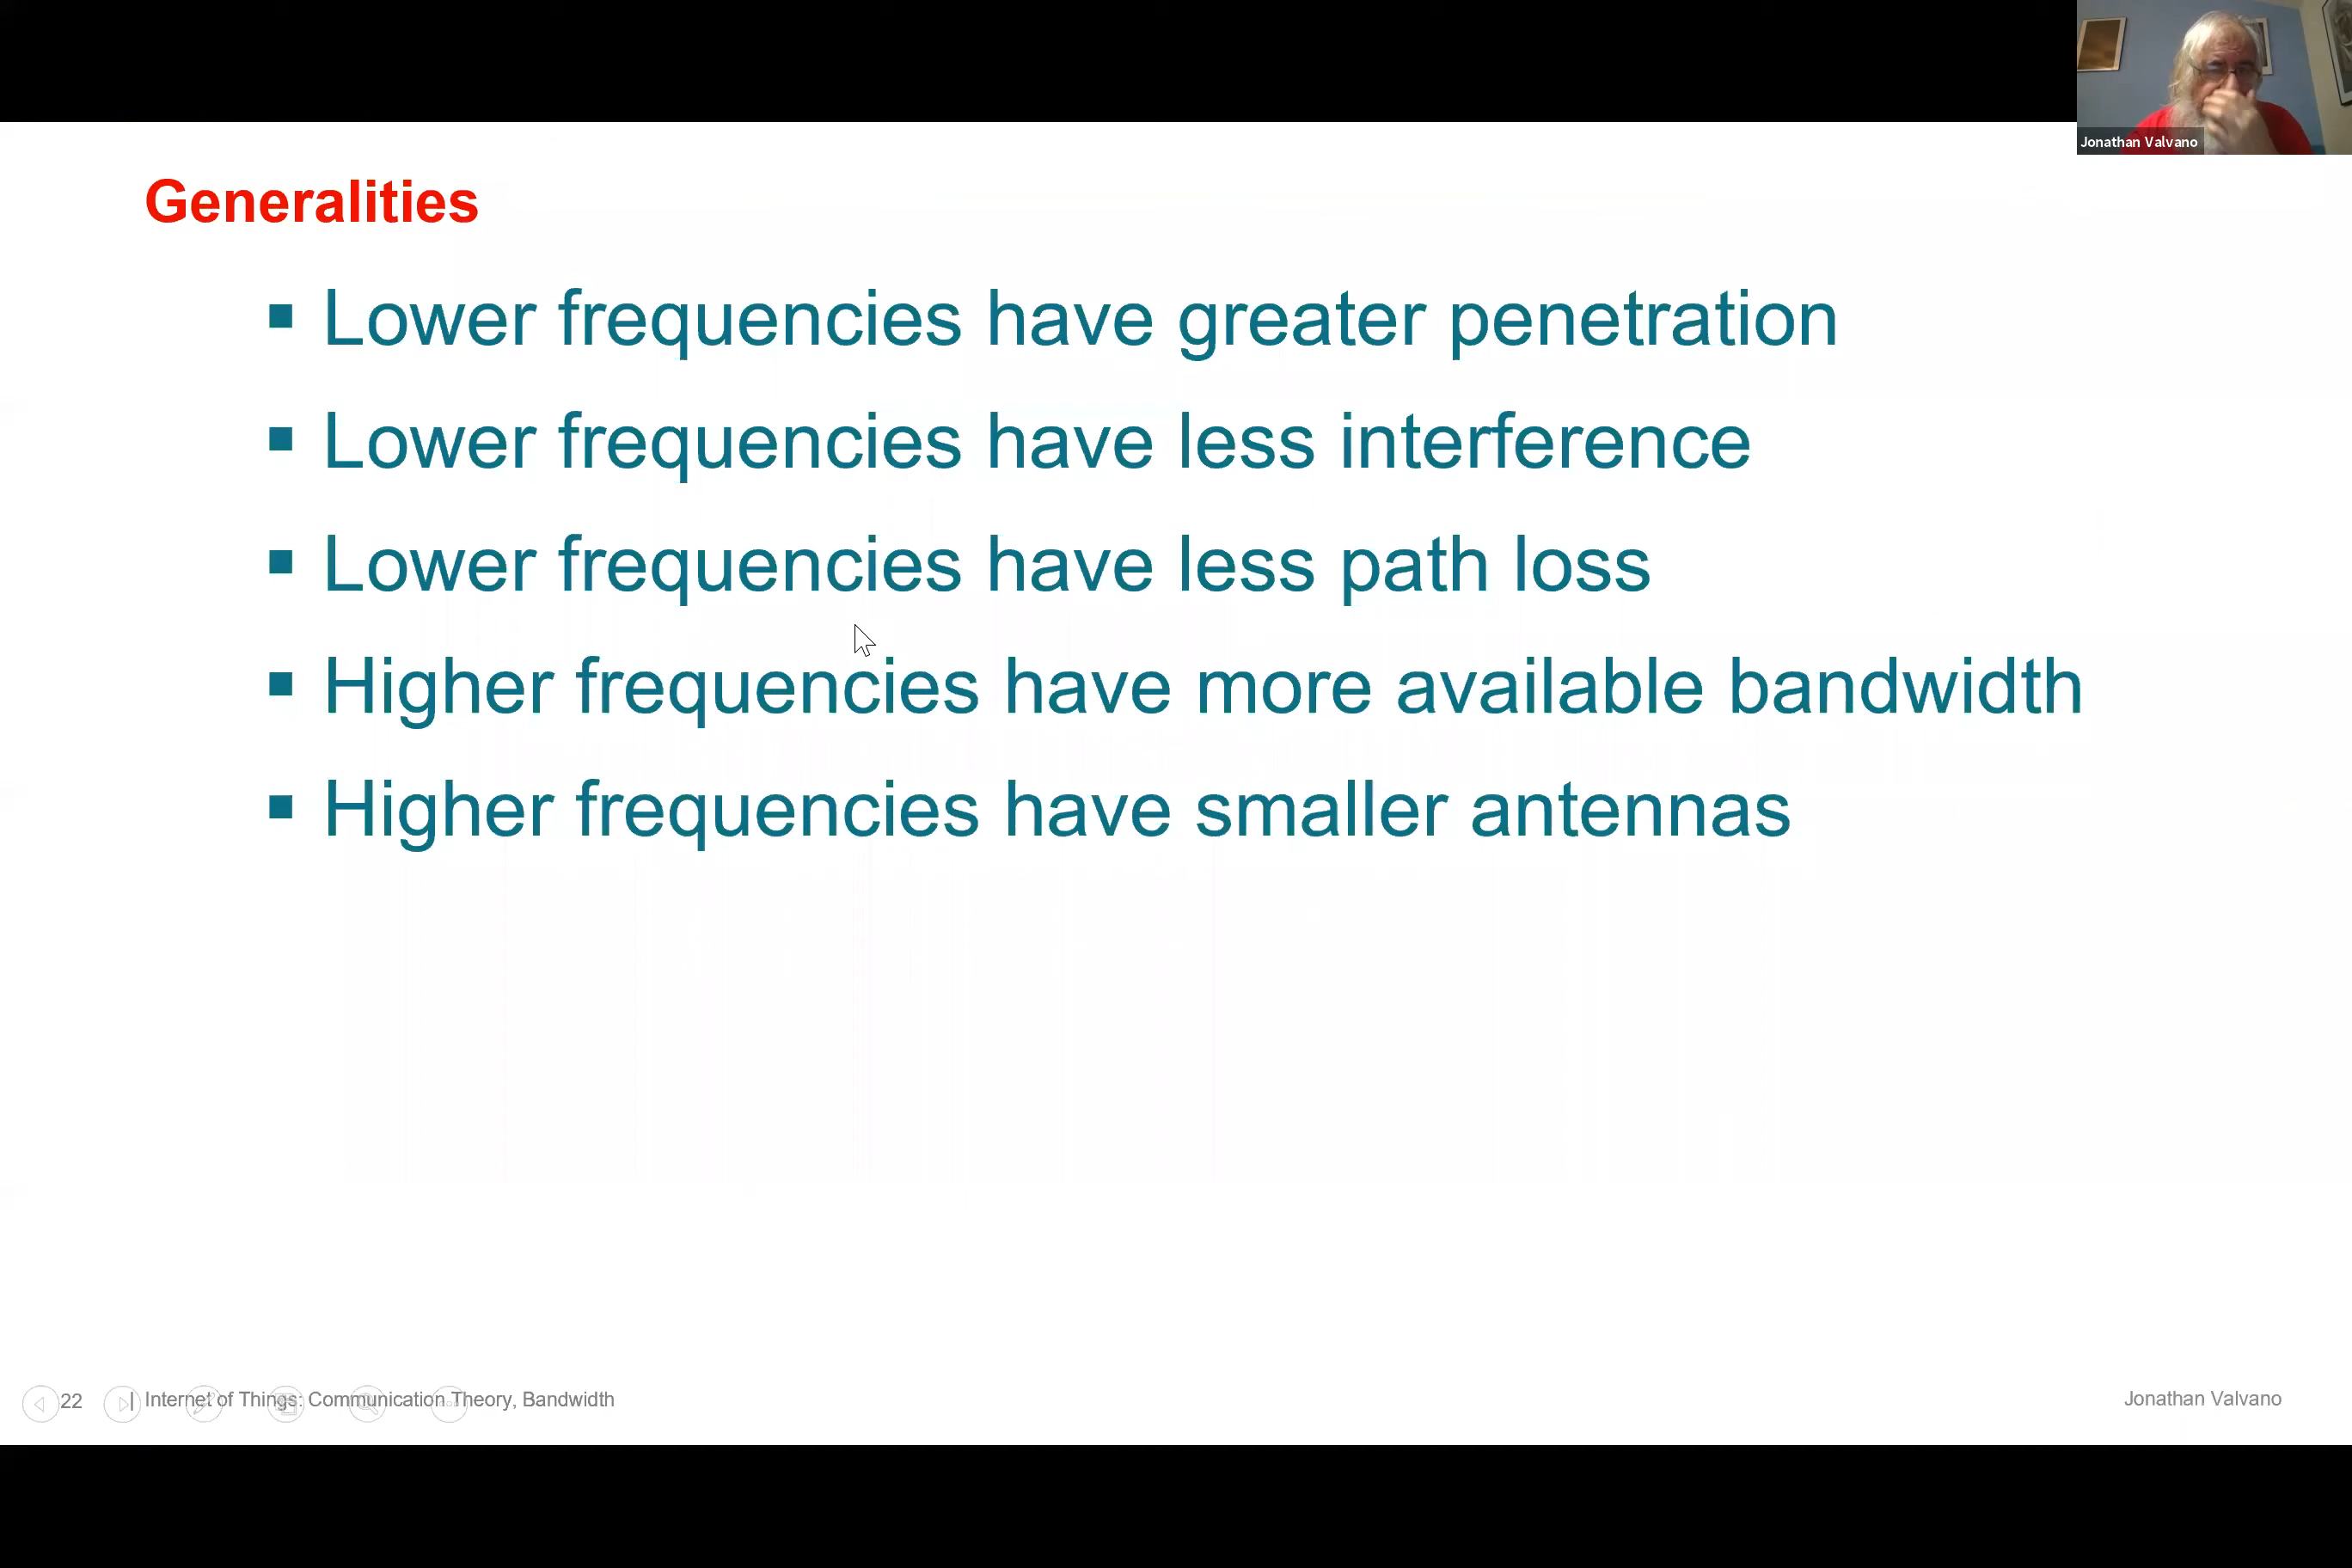 Jonathan Valvano
Generalities
▪ Lower frequencies have greater penetration
▪ Lower frequencies have less interference
▪ Lower frequencies have less path loss
▪ Higher frequencies have more available bandwidth
▪ Higher frequencies have smaller antennas
22 | Internet of Things: Communication Theory, Bandwidth
Jonathan Valvano